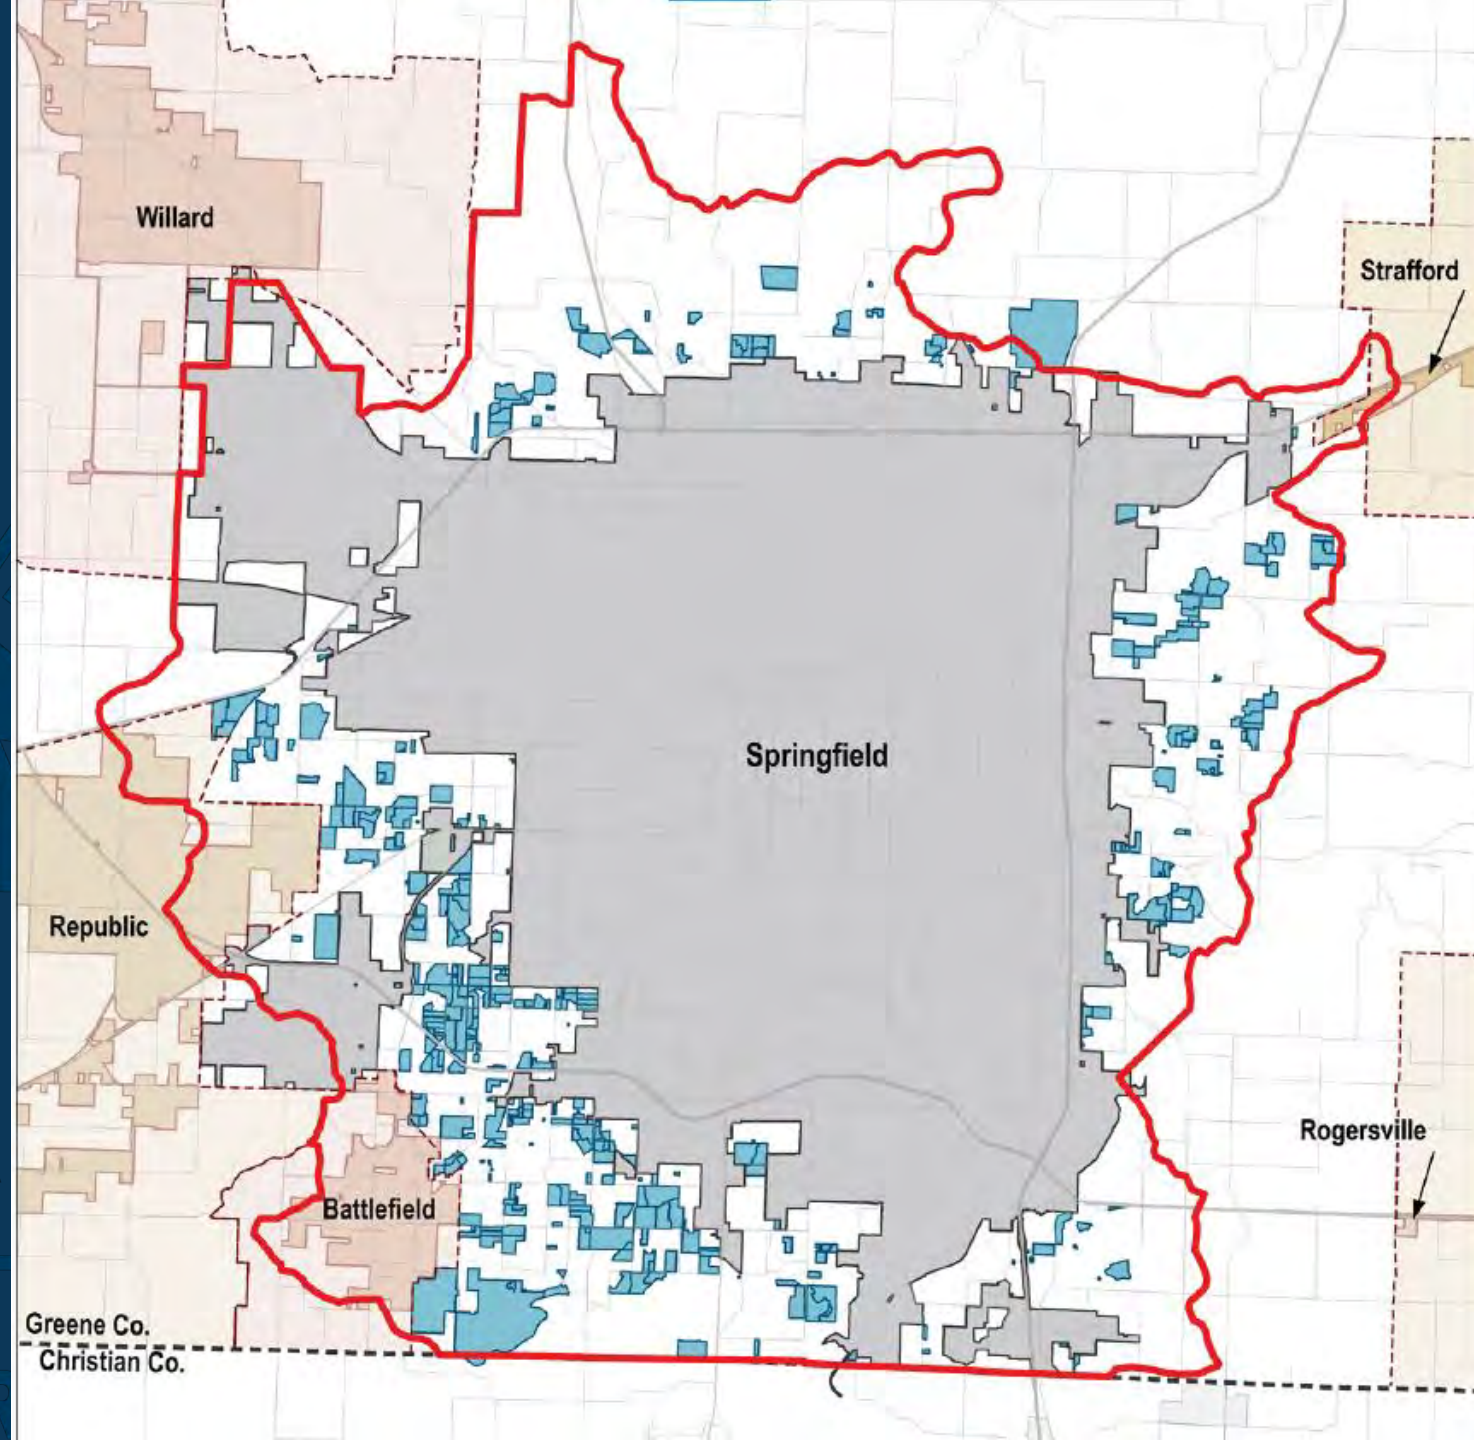 Willard
Strafford
Springfield
Republic
Rogersville
Battlefield
Greene Co.
Christian Co.